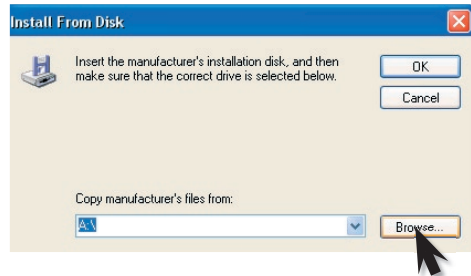 Install From Disk
Insert the manufacturer's installation disk, and then
make sure that the correct drive is selected below.
OK
Cancel
Copy manufacturer's files from:
A:\
Browse...